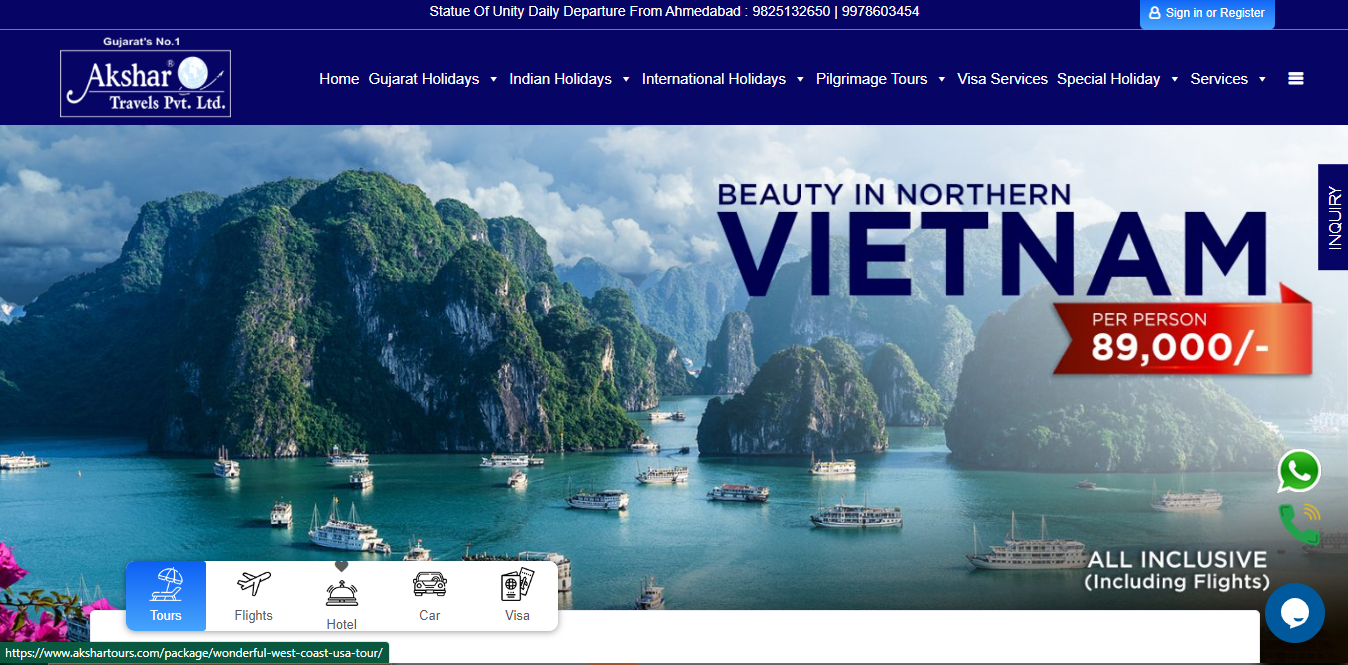 Statue Of Unity Daily Departure From Ahmedabad : 9825132650 | 9978603454
Sign in or Register
Gujarat's No.1
Akshar®
Travels Pvt. Ltd.
Home Gujarat Holidays Indian Holidays International Holidays Pilgrimage Tours Visa Services Special Holiday Services
BEAUTY IN NORTHERN
VIETNAM
PER PERSON
89,000/-
INQUIRY
ALL INCLUSIVE
(Including Flights)
Tours Flights Hotel Car Visa
https://www.akshartours.com/package/wonderful-west-coast-usa-tour/